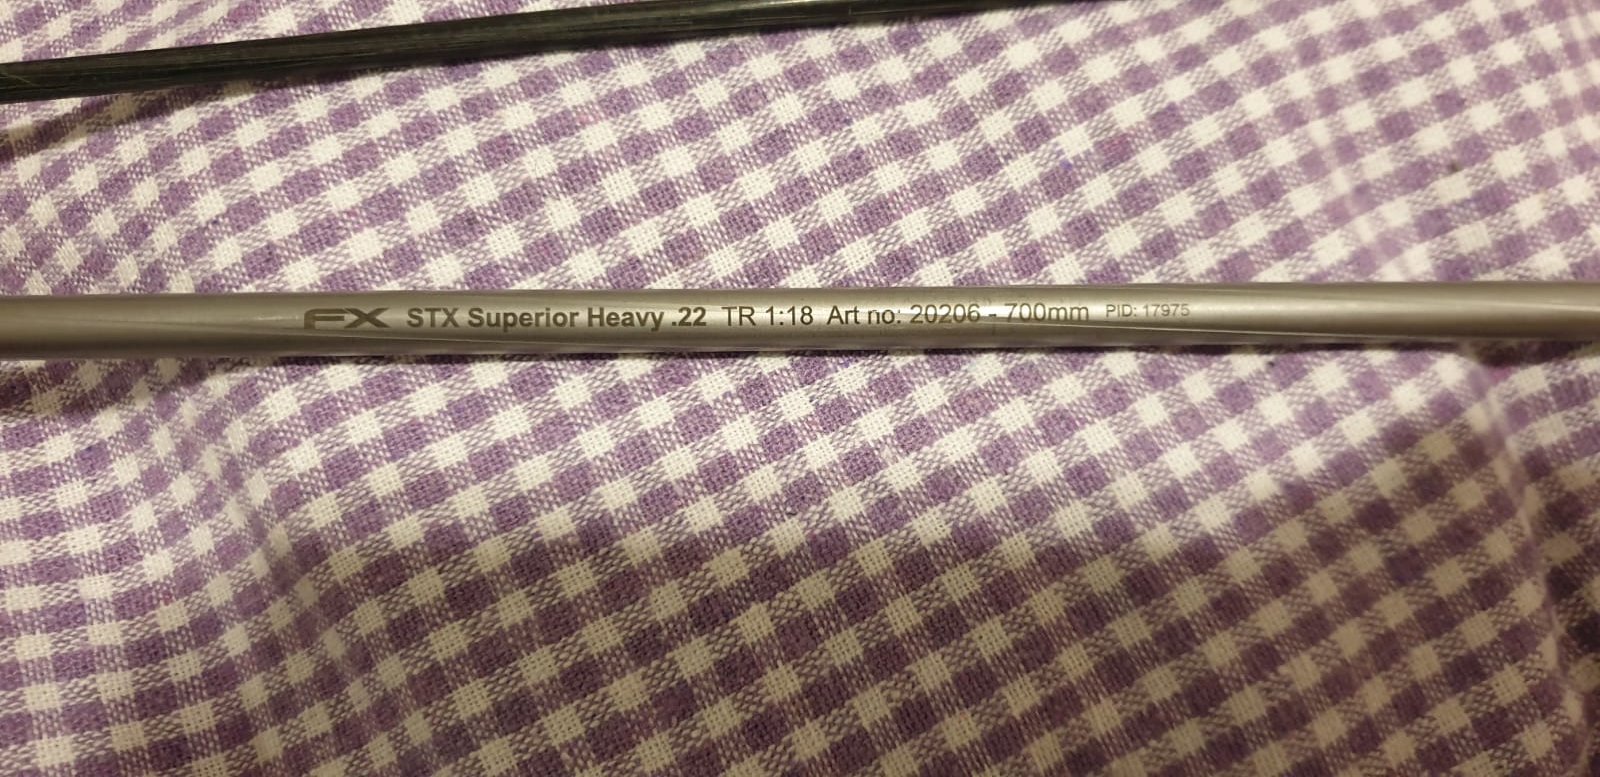 FX STX Superior Heavy .22 TR 1:18 Art no: 20206 - 700mm PID: 17975